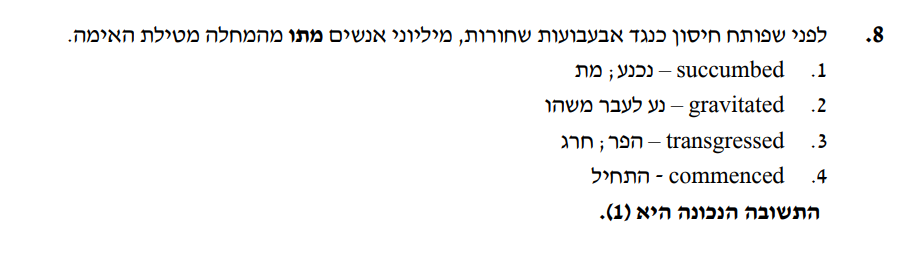 8. לפני שפותח חיסון כנגד אבעבועות שחורות, מיליוני אנשים מתו מהמחלה מטילת האימה.
1. succumbed – נכנע; מת
2. gravitated – נע לעבר משהו
3. transgressed – הפר; חרג
4. commenced - התחיל
התשובה הנכונה היא (1).